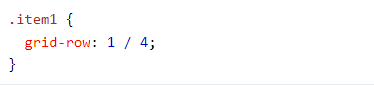 .item1 {
  grid-row: 1 / 4;
}